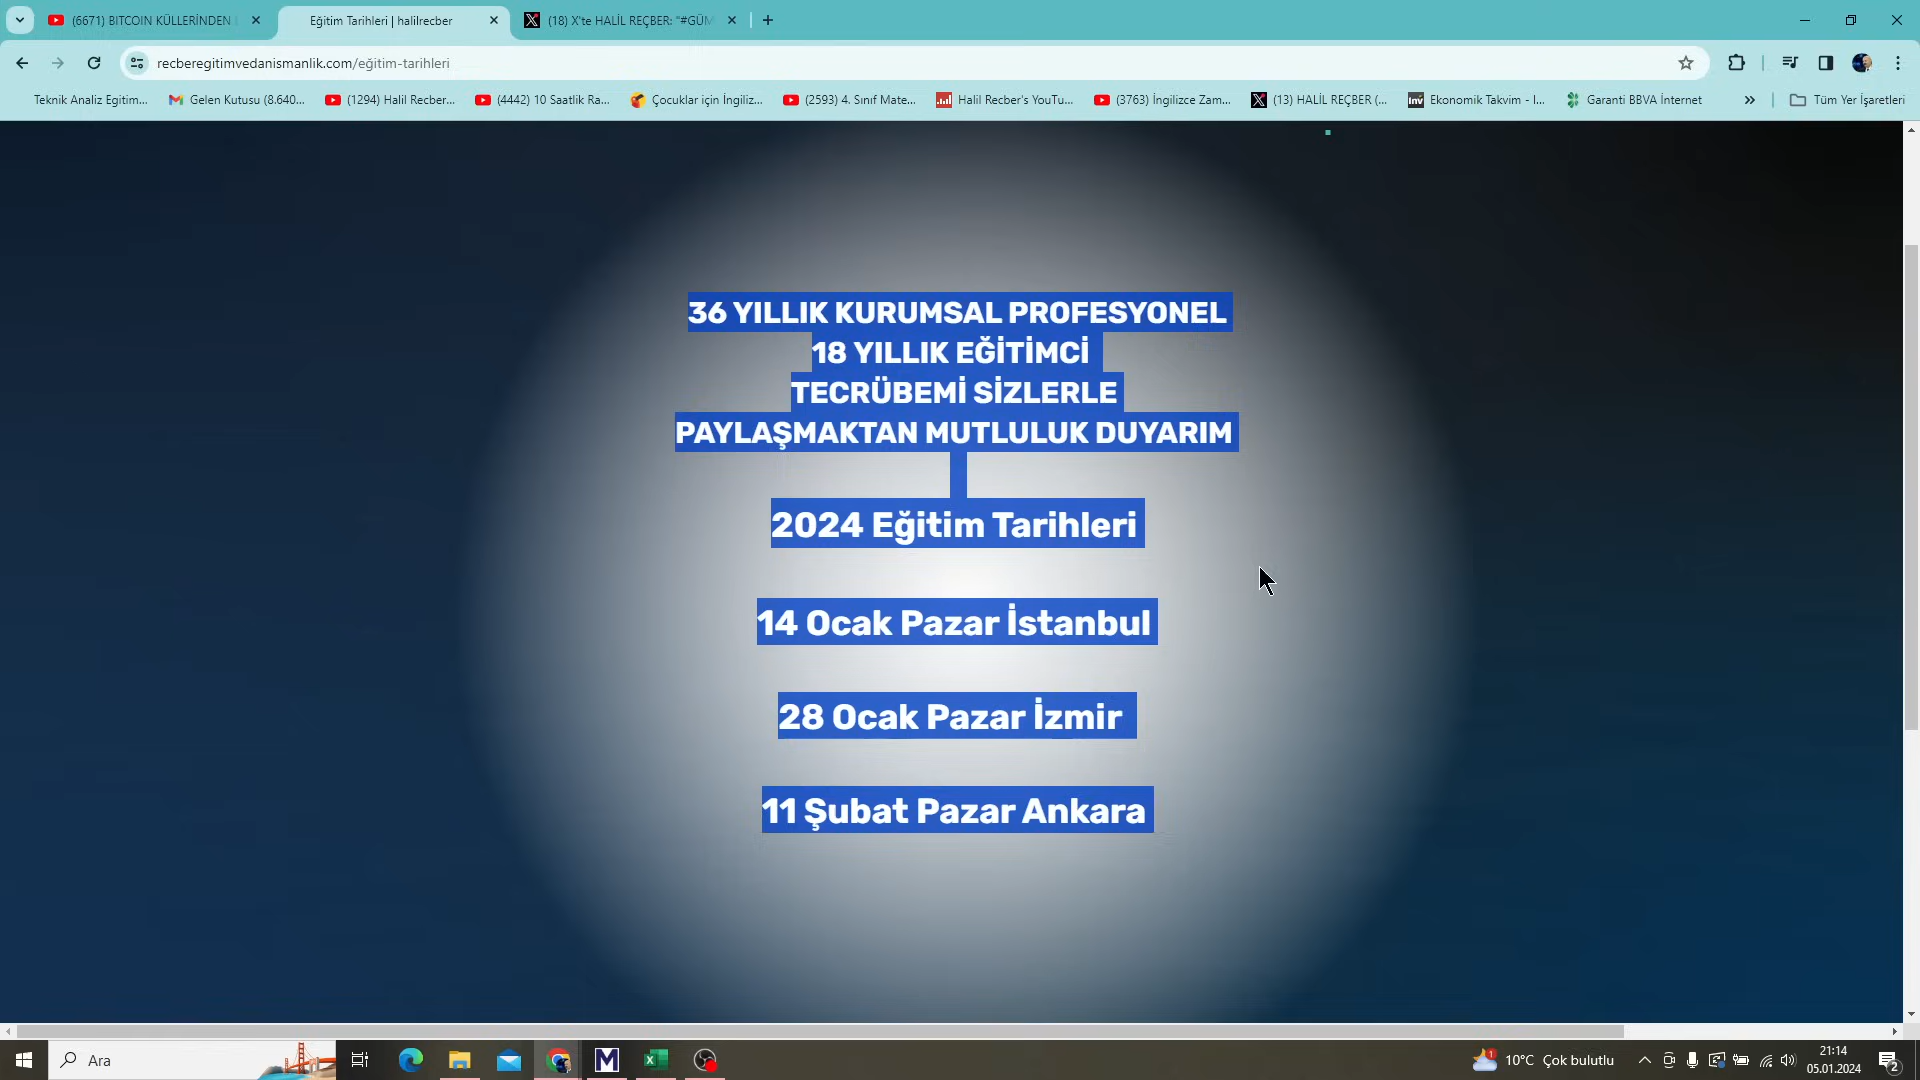 (6671) BITCOIN KÜLLERİNDEN
Eğitim Tarihleri | halilrecber
(18) X'te HALİL REÇBER: "#GÜM
recberegitimvedanismanlik.com/eğitim-tarihleri
Teknik Analiz Egitim...
Gelen Kutusu (8.640...
(1294) Halil Recber...
(4442) 10 Saatlik Ra...
Çocuklar için İngiliz...
(2593) 4. Sınıf Mate...
Halil Recber's YouTu...
(3763) İngilizce Zam...
(13) HALİL REÇBER (...
Inv
Ekonomik Takvim - I...
Garanti BBVA İnternet
Tüm Yer İşaretleri
36 YILLIK KURUMSAL PROFESYONEL
18 YILLIK EĞİTİMCİ
TECRÜBEMİ SİZLERLE
PAYLAŞMAKTAN MUTLULUK DUYARIM
2024 Eğitim Tarihleri
14 Ocak Pazar İstanbul
28 Ocak Pazar İzmir
11 Şubat Pazar Ankara
Ara
1
10°C Çok bulutlu
21:14
05.01.2024
2